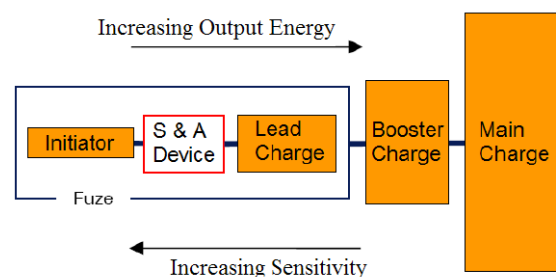 Increasing Output Energy
Initiator
S & A
Device
Lead
Charge
Booster
Charge
Main
Charge
Fuze
Increasing Sensitivity